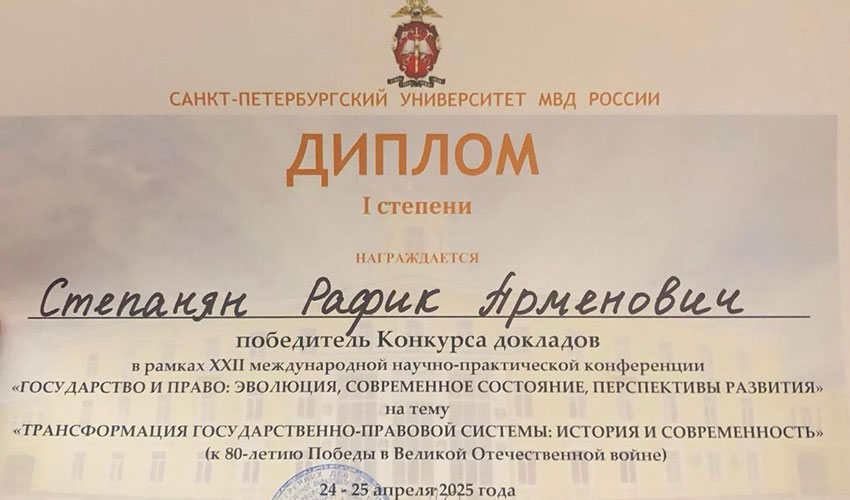 САНКТ-ПЕТЕРБУРГСКИЙ УНИВЕРСИТЕТ МВД РОССИИ
ДИПЛОМ
I степени
НАГРАЖДАЕТСЯ
Степанян Рафик Арменович
победитель Конкурса докладов
в рамках XXII международной научно-практической конференции
«ГОСУДАРСТВО И ПРАВО: ЭВОЛЮЦИЯ, СОВРЕМЕННОЕ СОСТОЯНИЕ, ПЕРСПЕКТИВЫ РАЗВИТИЯ»
на тему
«ТРАНСФОРМАЦИЯ ГОСУДАРСТВЕННО-ПРАВОВОЙ СИСТЕМЫ: ИСТОРИЯ И СОВРЕМЕННОСТЬ»
(к 80-летию Победы в Великой Отечественной войне)
24 - 25 апреля 2025 года